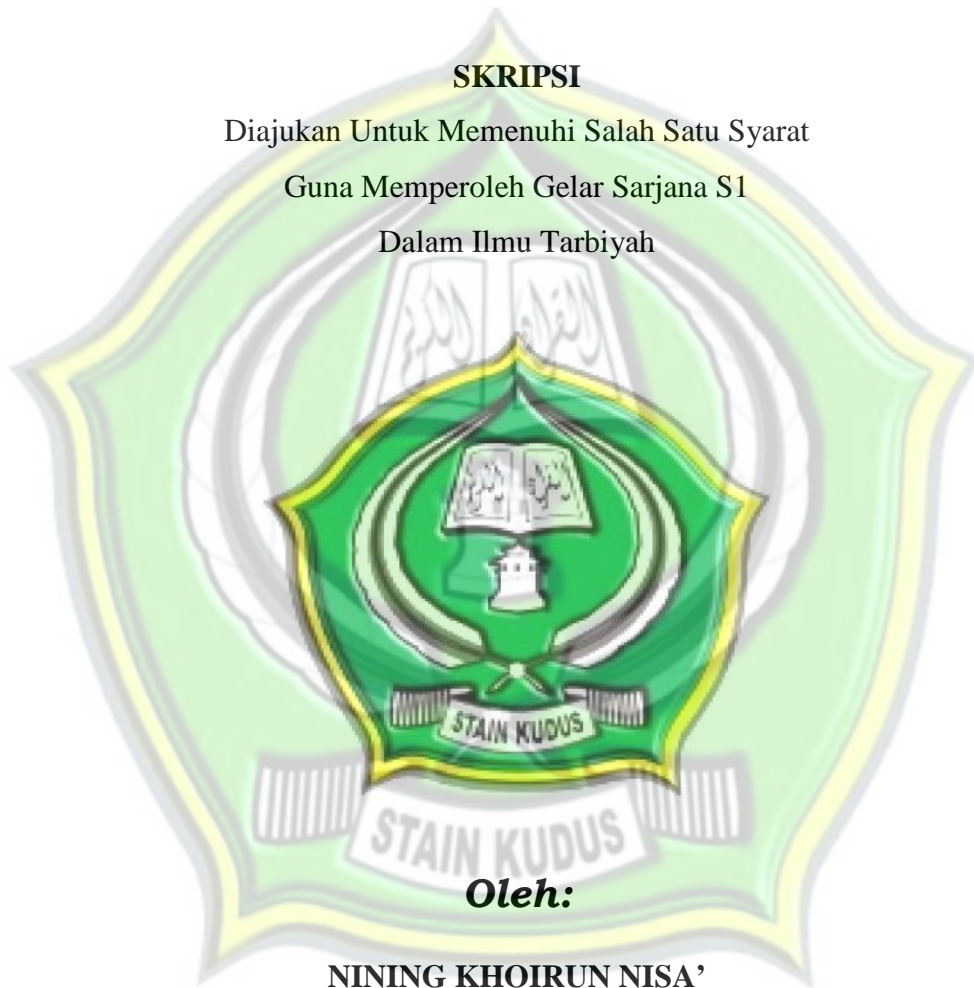 SKRIPSI
Diajukan Untuk Memenuhi Salah Satu Syarat
Guna Memperoleh Gelar Sarjana S1
Dalam Ilmu Tarbiyah
STAIN KUDUS
STAIN KUDUS
Oleh:
NINING KHOIRUN NISA’